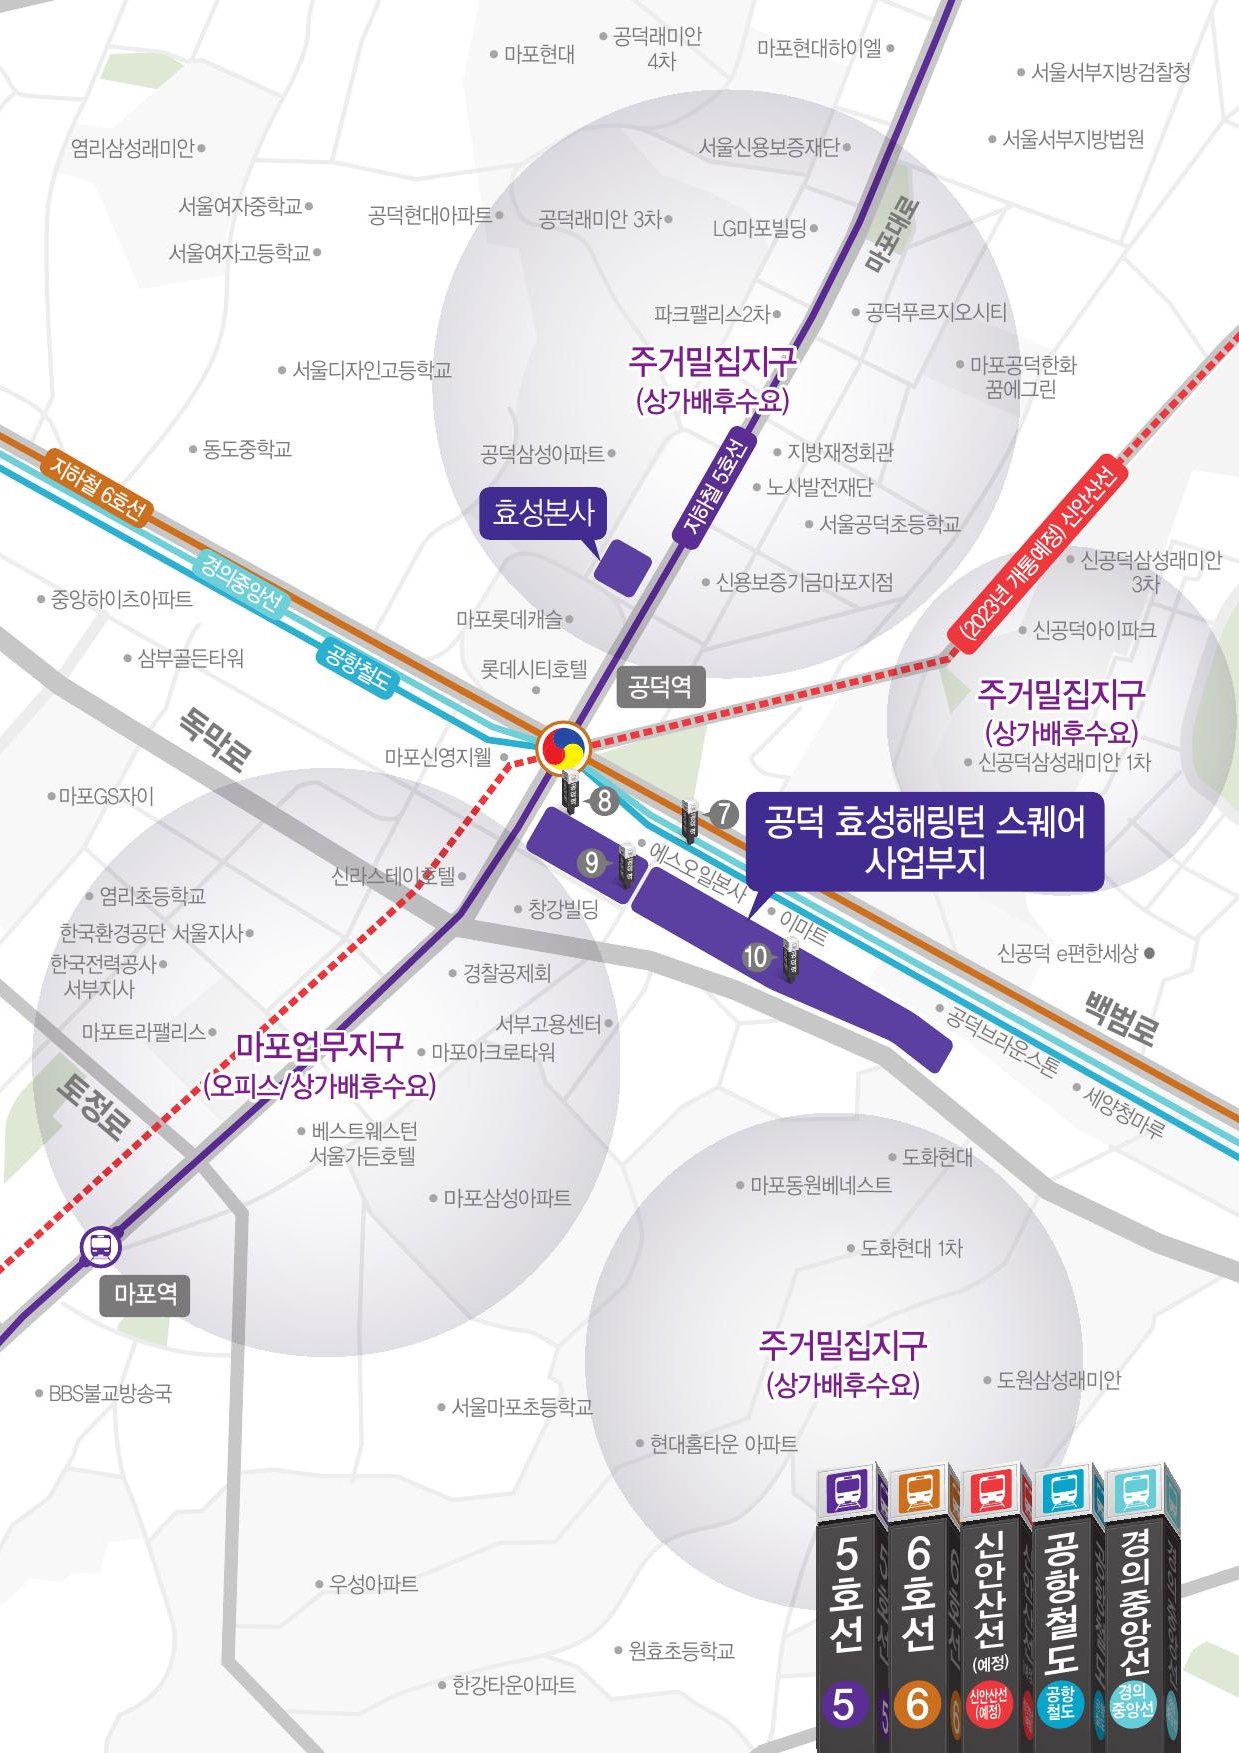 마포현대
공덕래미안
4차
마포현대하이엘
서울서부지방검찰청
서울서부지방법원
염리삼성래미안
서울신용보증재단
서울여자중학교
공덕현대아파트
공덕래미안 3차
LG마포빌딩
마포대로
서울여자고등학교
파크팰리스2차
공덕푸르지오시티
주거밀집지구
(상가배후수요)
마포공덕한화
꿈에그린
서울디자인고등학교
동도중학교
공덕삼성아파트
지방재정회관
노사발전재단
서울공덕초등학교
지하철 5호선
지하철 6호선
효성본사
(2023년 개통예정) 신안산선
신공덕삼성래미안
3차
경의중앙선
신용보증기금마포지점
중앙하이츠아파트
마포롯데캐슬
신공덕아이파크
삼부골든타워
공항철도
롯데시티호텔
공덕역
주거밀집지구
(상가배후수요)
신공덕삼성래미안 1차
독막로
마포신영지웰
마포GS자이
8
7
공덕 효성해링턴 스퀘어
사업부지
9
에스오일본사
신라스테이호텔
염리초등학교
창강빌딩
이마트
한국환경공단 서울지사
한국전력공사
서부지사
10
신공덕 e편한세상
경찰공제회
백범로
마포트라팰리스
서부고용센터
공덕브라운스톤
마포업무지구
(오피스/상가배후수요)
마포아크로타워
토정로
세양청마루
베스트웨스턴
서울가든호텔
도화현대
마포동원베네스트
마포삼성아파트
도화현대 1차
마포역
주거밀집지구
(상가배후수요)
BBS불교방송국
서울마포초등학교
도원삼성래미안
현대홈타운 아파트
우성아파트
원효초등학교
한강타운아파트
5호선
5
6호선
6
신안산선
(예정)
신안산선
(예정)
공항철도
공항
철도
경의중앙선
경의
중앙선